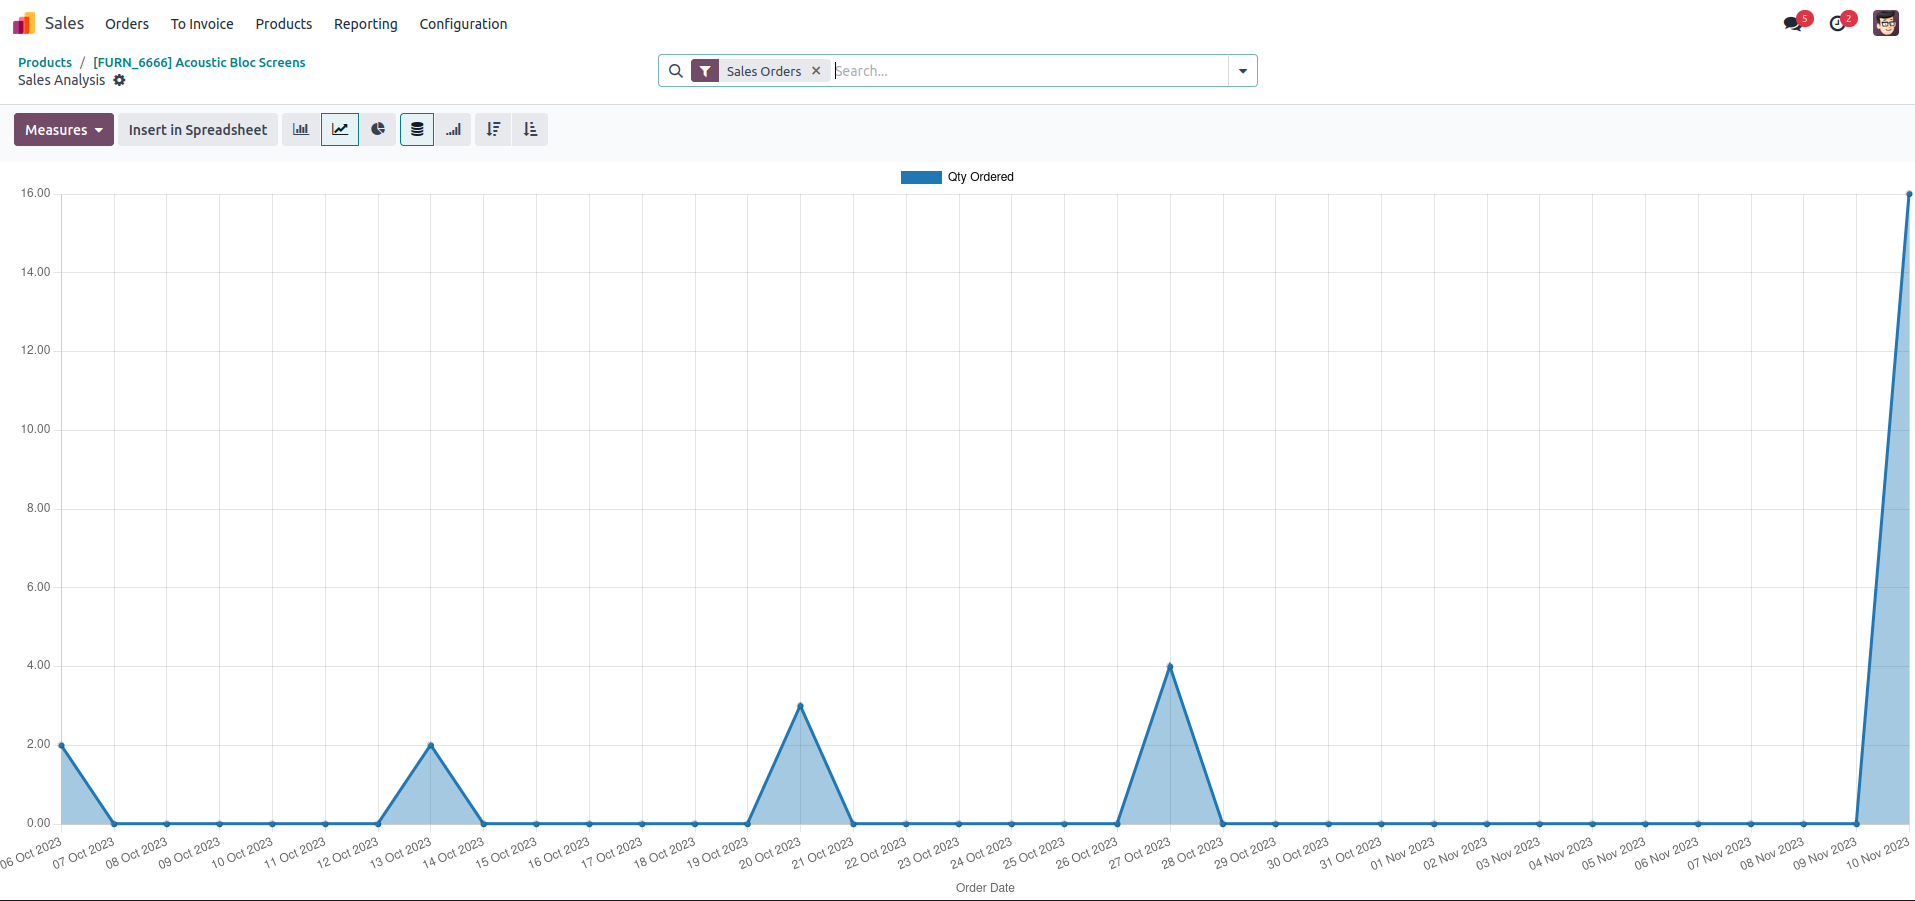 Sales Orders To Invoice Products Reporting Configuration 5 2
Products / [FURN_6666] Acoustic Bloc Screens
Sales Analysis
Sales Orders × Search...
Measures Insert in Spreadsheet
Qty Ordered
16.00
14.00
12.00
10.00
8.00
6.00
4.00
2.00
0.00
06 Oct 2023 07 Oct 2023 08 Oct 2023 09 Oct 2023 10 Oct 2023 11 Oct 2023 12 Oct 2023 13 Oct 2023 14 Oct 2023 15 Oct 2023 16 Oct 2023 17 Oct 2023 18 Oct 2023 19 Oct 2023 20 Oct 2023 21 Oct 2023 22 Oct 2023 23 Oct 2023 24 Oct 2023 25 Oct 2023 26 Oct 2023 27 Oct 2023 28 Oct 2023 29 Oct 2023 30 Oct 2023 31 Oct 2023 01 Nov 2023 02 Nov 2023 03 Nov 2023 04 Nov 2023 05 Nov 2023 06 Nov 2023 07 Nov 2023 08 Nov 2023 09 Nov 2023 10 Nov 2023
Order Date